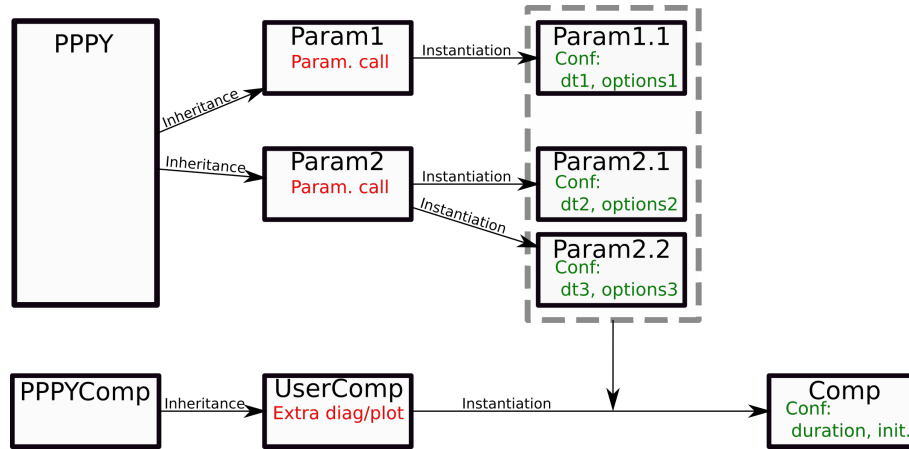 PPPY
Inheritance
Inheritance
Param1
Param. call
Instantiation
Param1.1
Conf:
dt1, options1
Param2
Param. call
Instantiation
Instantiation
Param2.1
Conf:
dt2, options2
Param2.2
Conf:
dt3, options3
PPPYComp
Inheritance
UserComp
Extra diag/plot
Instantiation
Comp
Conf:
duration, init.